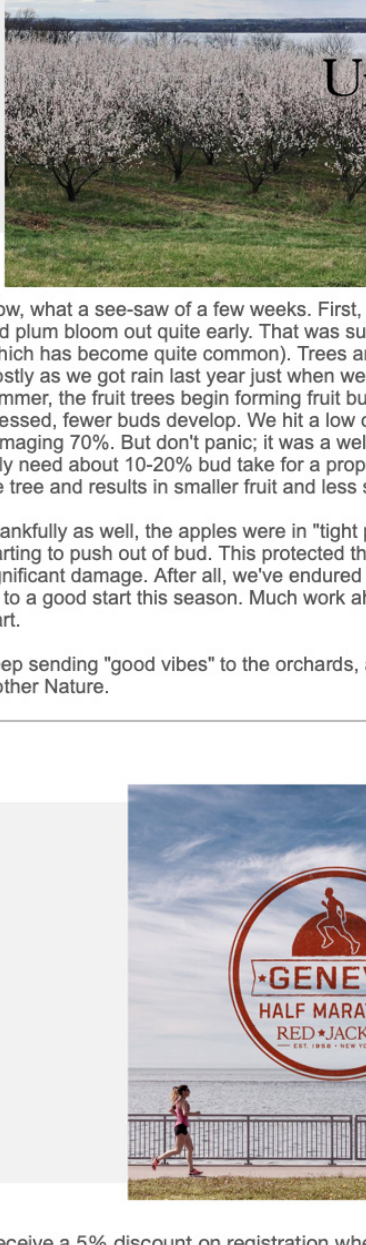 U
ow, what a see-saw of a few weeks. First,
d plum bloom out quite early. That was su
hich has become quite common). Trees a
ostly as we got rain last year just when we
mmer, the fruit trees begin forming fruit bu
essed, fewer buds develop. We hit a low o
maging 70%. But don't panic; it was a wel
ly need about 10-20% bud take for a prop
e tree and results in smaller fruit and less s
ankfully as well, the apples were in "tight p
arting to push out of bud. This protected th
gnificant damage. After all, we've endured
to a good start this season. Much work ah
art.
ep sending "good vibes" to the orchards, a
other Nature.
GENEV
HALF MARA
RED★JACK
EST. 1958 • NEW YO
eceive a 5% discount on registration whe